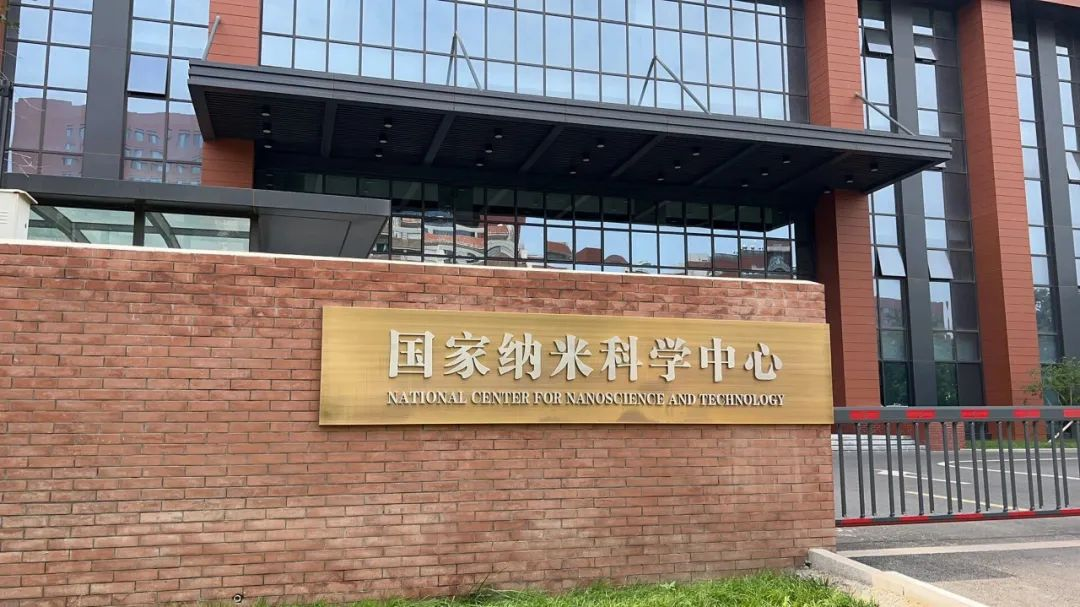 国家纳米科学中心
NATIONAL CENTER FOR NANOSCIENCE AND TECHNOLOGY